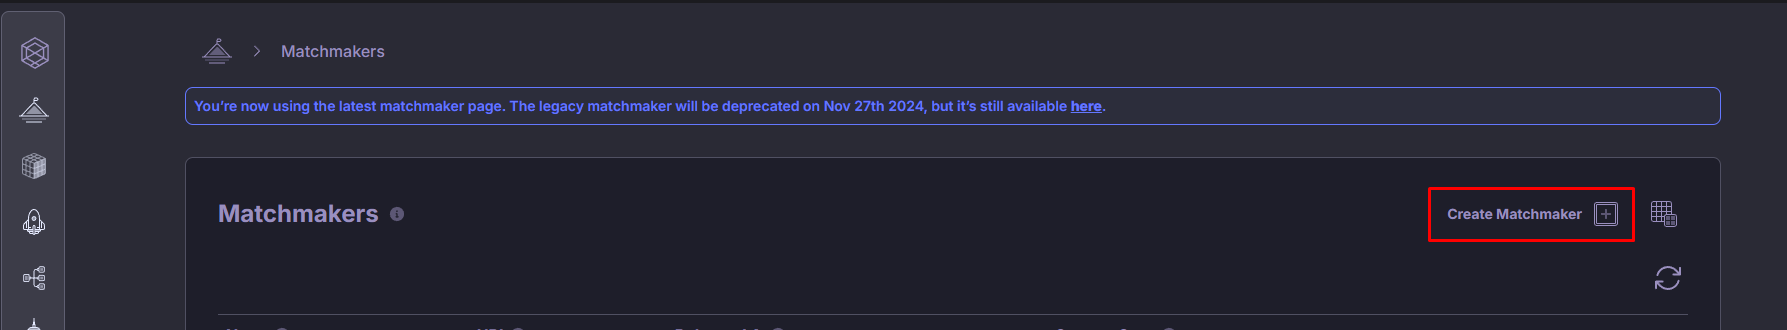 Matchmakers
You’re now using the latest matchmaker page. The legacy matchmaker will be deprecated on Nov 27th 2024, but it’s still available here.
Matchmakers
Create Matchmaker